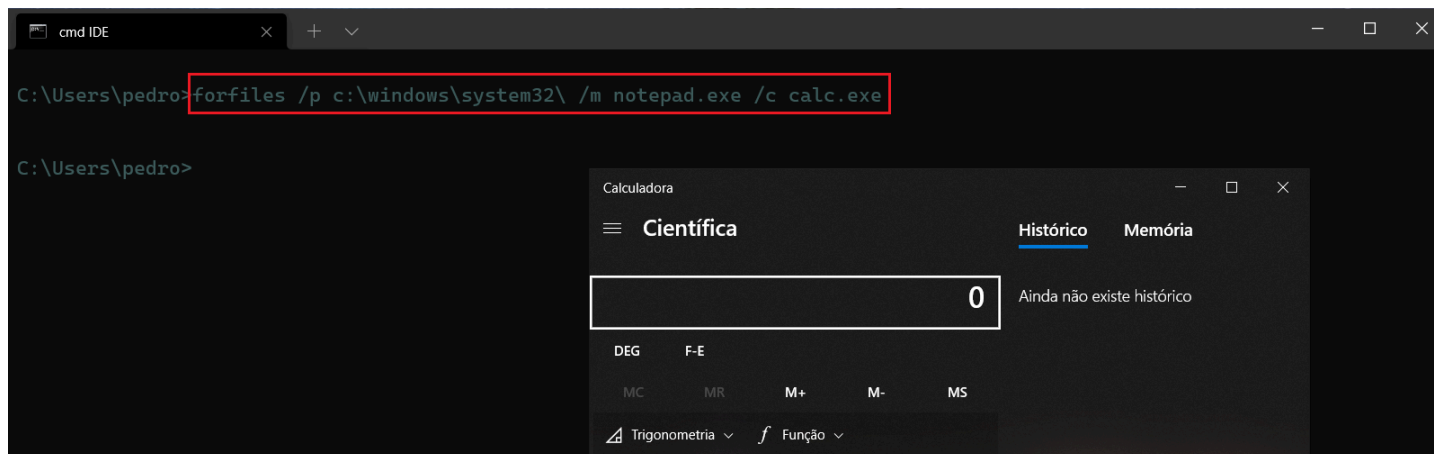 cmd IDE
C:\Users\pedro>forfiles /p c:\windows\system32\ /m notepad.exe /c calc.exe
C:\Users\pedro>
Calculadora
Científica
Histórico Memória
0
Ainda não existe histórico
DEG F-E
MC MR M+ M- MS
Trigonometria f Função